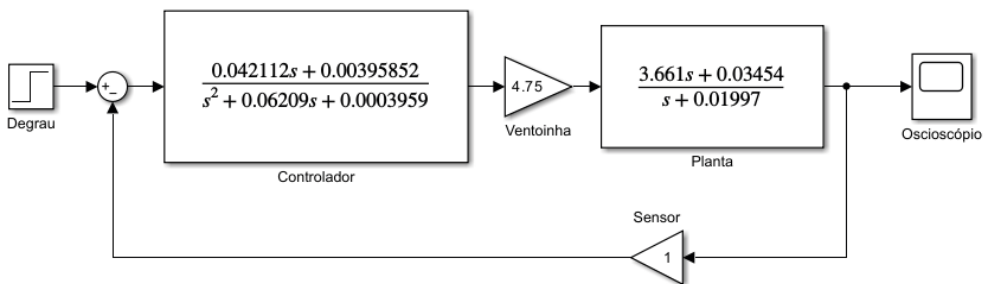 Degrau
+
−
0.042112s + 0.00395852
s² + 0.06209s + 0.0003959
Controlador
4.75
Ventoinha
3.661s + 0.03454
s + 0.01997
Planta
Oscioscópio
Sensor
1